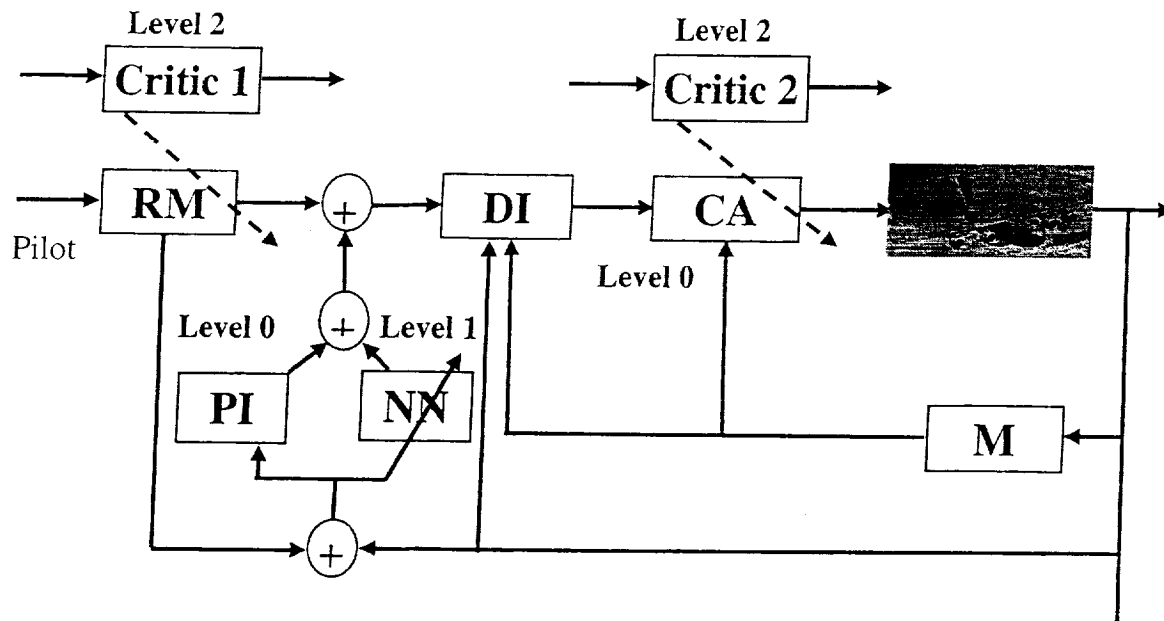 Level 2
Critic 1
Level 2
Critic 2
RM
+
DI
CA
Pilot
Level 0
Level 0
+
Level 1
PI
NN
M
+